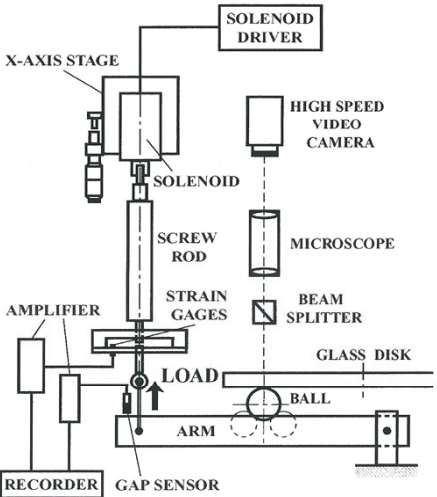 SOLENOID
DRIVER
X-AXIS STAGE
HIGH SPEED
VIDEO
CAMERA
SOLENOID
SCREW
ROD
MICROSCOPE
STRAIN
GAGES
BEAM
SPLITTER
AMPLIFIER
GLASS DISK
LOAD
BALL
ARM
RECORDER
GAP SENSOR